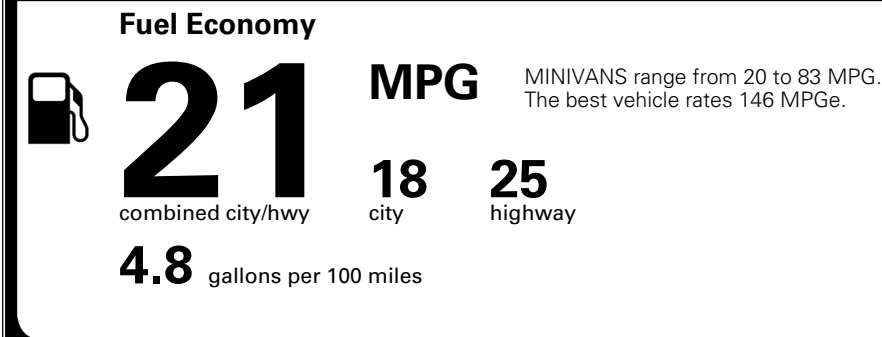 Fuel Economy
21 MPG
MINIVANS range from 20 to 83 MPG.
The best vehicle rates 146 MPGe.
18 25
combined city/hwy city highway
4.8 gallons per 100 miles